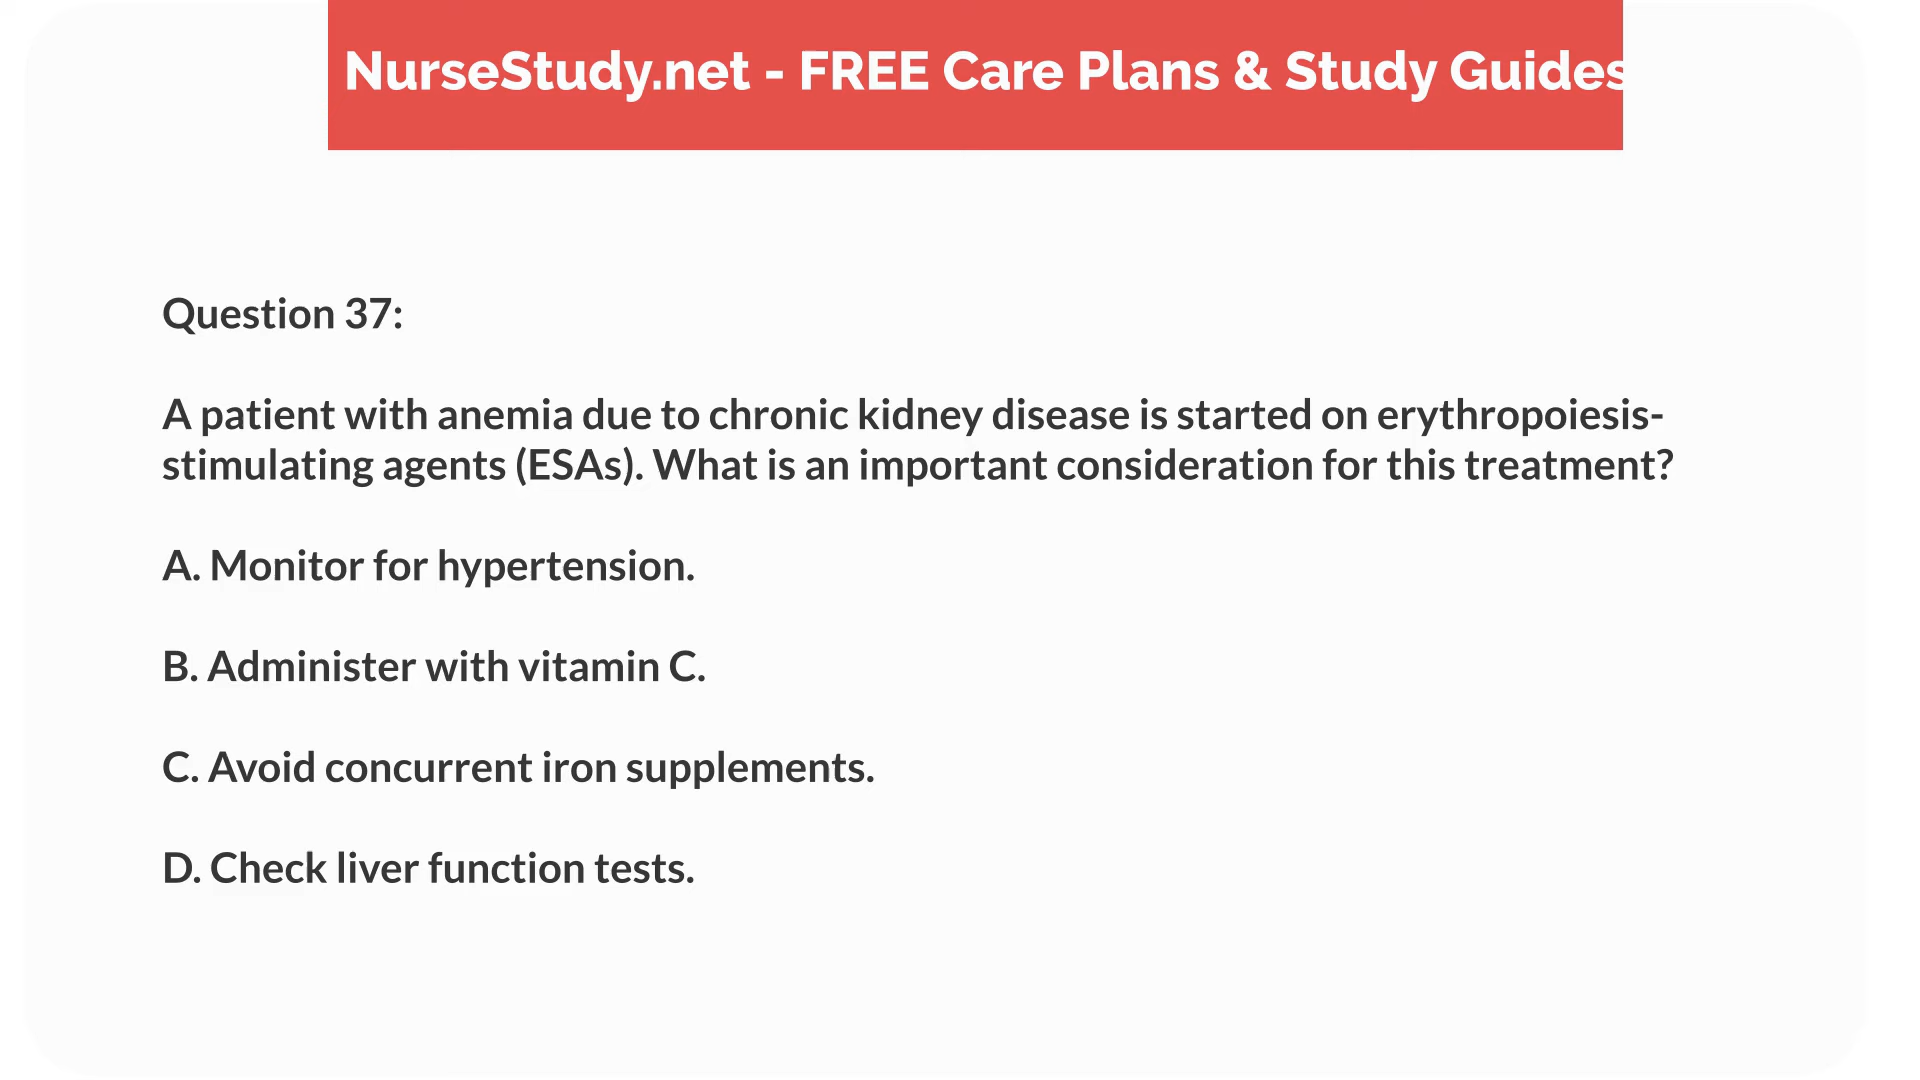 NurseStudy.net - FREE Care Plans & Study Guides
Question 37:
A patient with anemia due to chronic kidney disease is started on erythropoiesis-
stimulating agents (ESAs). What is an important consideration for this treatment?
A. Monitor for hypertension.
B. Administer with vitamin C.
C. Avoid concurrent iron supplements.
D. Check liver function tests.